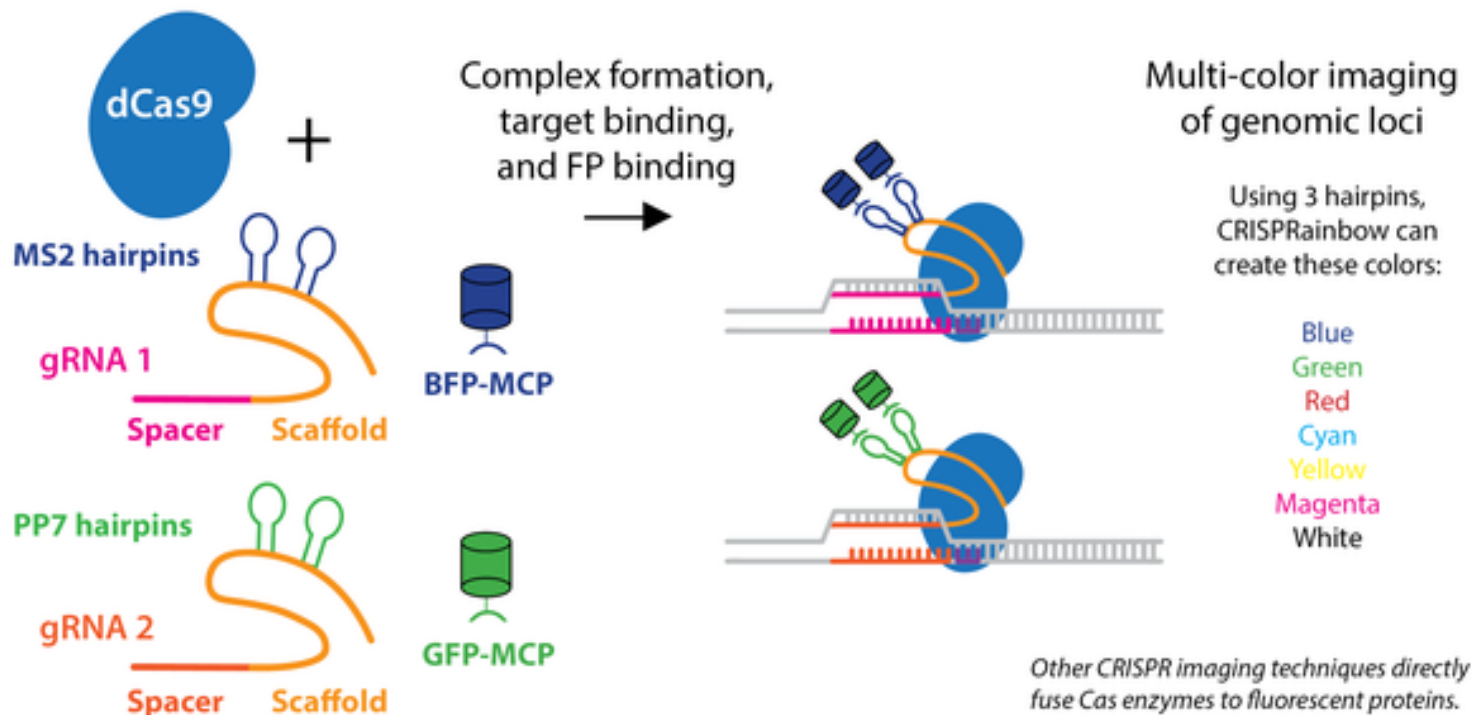 dCas9
+
MS2 hairpins
gRNA 1
Spacer
Scaffold
BFP-MCP
PP7 hairpins
gRNA 2
Spacer
Scaffold
GFP-MCP
Complex formation,
target binding,
and FP binding
Multi-color imaging
of genomic loci
Using 3 hairpins,
CRISPRainbow can
create these colors:
Blue
Green
Red
Cyan
Yellow
Magenta
White
Other CRISPR imaging techniques directly
fuse Cas enzymes to fluorescent proteins.